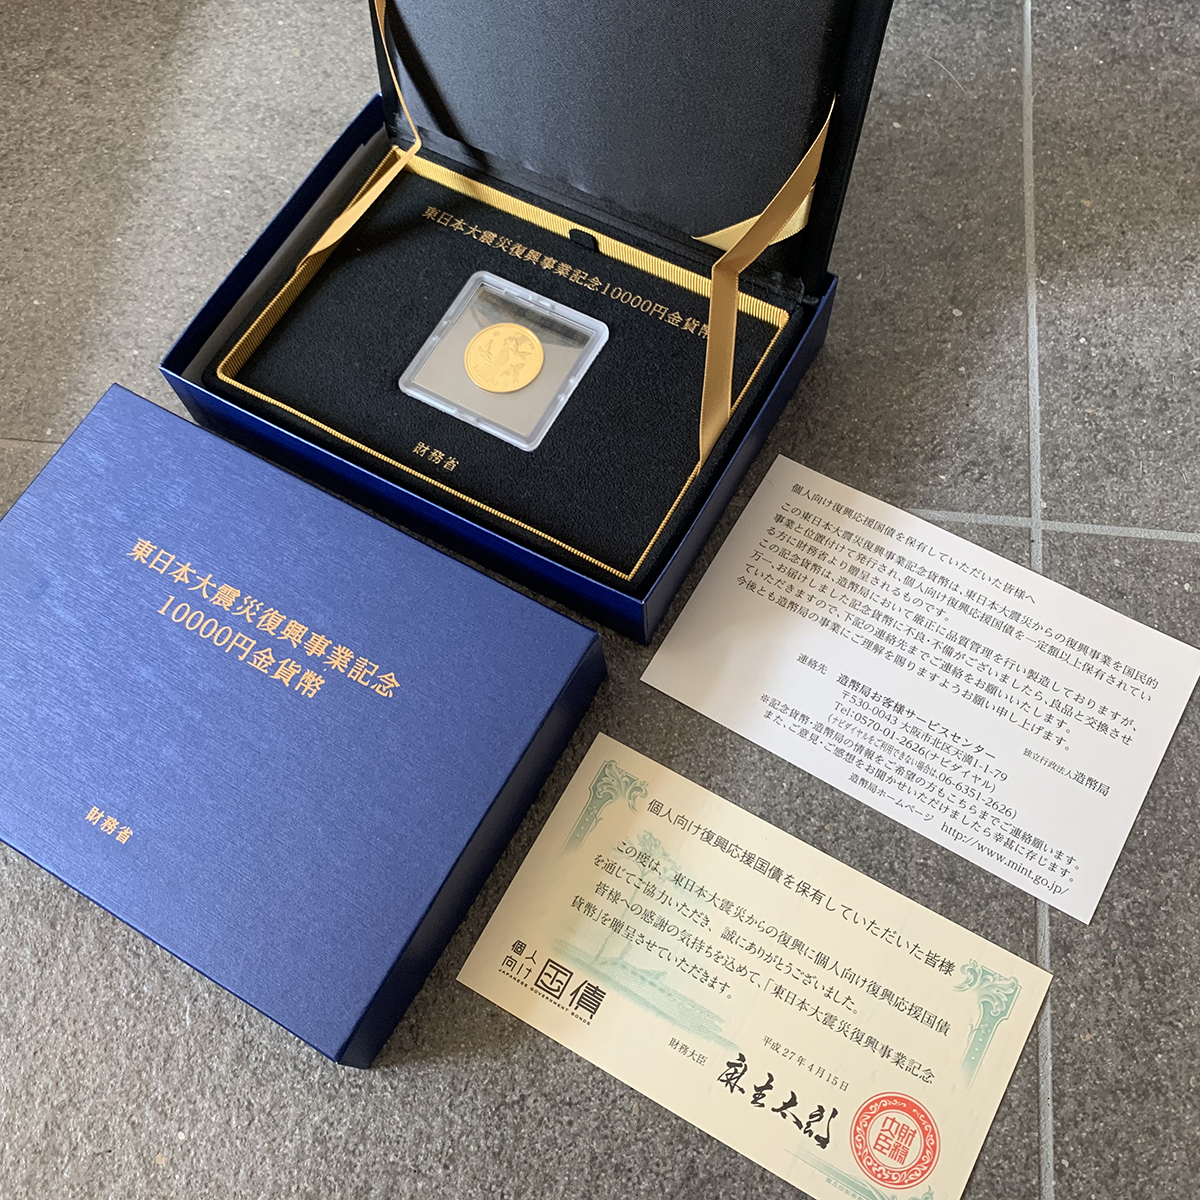 東日本大震災復興事業記念10000円金貨幣
財務省
東日本大震災復興事業記念
10000円金貨幣
財務省
個人向け復興応援国債を保有していただいた皆様へ
この東日本大震災復興事業記念貨幣は、東日本大震災からの復興事業を国民的
事業と位置付けて発行され、個人向け復興応援国債を一定額以上保有されてい
る方に財務省より贈呈されるものです。
この記念貨幣は、造幣局において厳正に品質管理を行い製造しておりますが、
万一、お届けしました記念貨幣に不良・不備がございましたら、良品と交換させ
ていただきますので、下記の連絡先までご連絡をお願いいたします。
今後とも造幣局の事業にご理解を賜りますようお願い申し上げます。
独立行政法人造幣局
連絡先 造幣局お客様サービスセンター
〒530-0043 大阪市北区天満1-1-79
Tel:0570-01-2626(ナビダイヤル)
(ナビダイヤルをご利用できない場合は、06-6351-2626)
※記念貨幣・造幣局の情報をご希望の方もこちらまでご連絡願います。
また、ご意見・ご感想をお聞かせいただけましたら幸甚に存じます。
造幣局ホームページ http://www.mint.go.jp/
個人向け復興応援国債を保有していただいた皆様
この度は、東日本大震災からの復興に個人向け復興応援国債
を通じてご協力いただき、誠にありがとうございました。
皆様への感謝の気持ちを込めて、「東日本大震災復興事業記念
貨幣」を贈呈させていただきます。
個人向け国債
JAPANESE GOVERNMENT BONDS
平成27年4月15日
財務大臣 麻生太郎
財務大臣